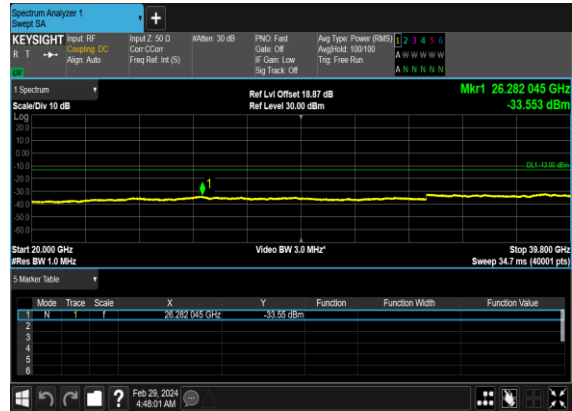 Spectrum Analyzer 1
Swept SA
+
KEYSIGHT Input: RF Input Z: 50 Ω #Atten: 30 dB PNO: Fast Avg Type: Power (RMS) 1 2 3 4 5 6
R T Coupling: DC Corr CCorr Gate: Off Avg|Hold: 100/100 A W W W W W
Align: Auto Freq Ref: Int (S) IF Gain: Low Trig: Free Run
Sig Track: Off A N N N N N
1 Spectrum Ref Lvl Offset 18.87 dB Mkr1 26.282 045 GHz
Scale/Div 10 dB Ref Level 30.00 dBm -33.553 dBm
Log
20.0
10.0
0.00
-10.0
DL1 -13.00 dBm
-20.0
1
-30.0
-40.0
-50.0
-60.0
Start 20.000 GHz Video BW 3.0 MHz* Stop 39.800 GHz
#Res BW 1.0 MHz Sweep 34.7 ms (40001 pts)
5 Marker Table
Mode Trace Scale X Y Function Function Width Function Value
1 N 1 f 26.282 045 GHz -33.55 dBm
2
3
4
5
6
? Feb 29, 2024
4:48:01 AM